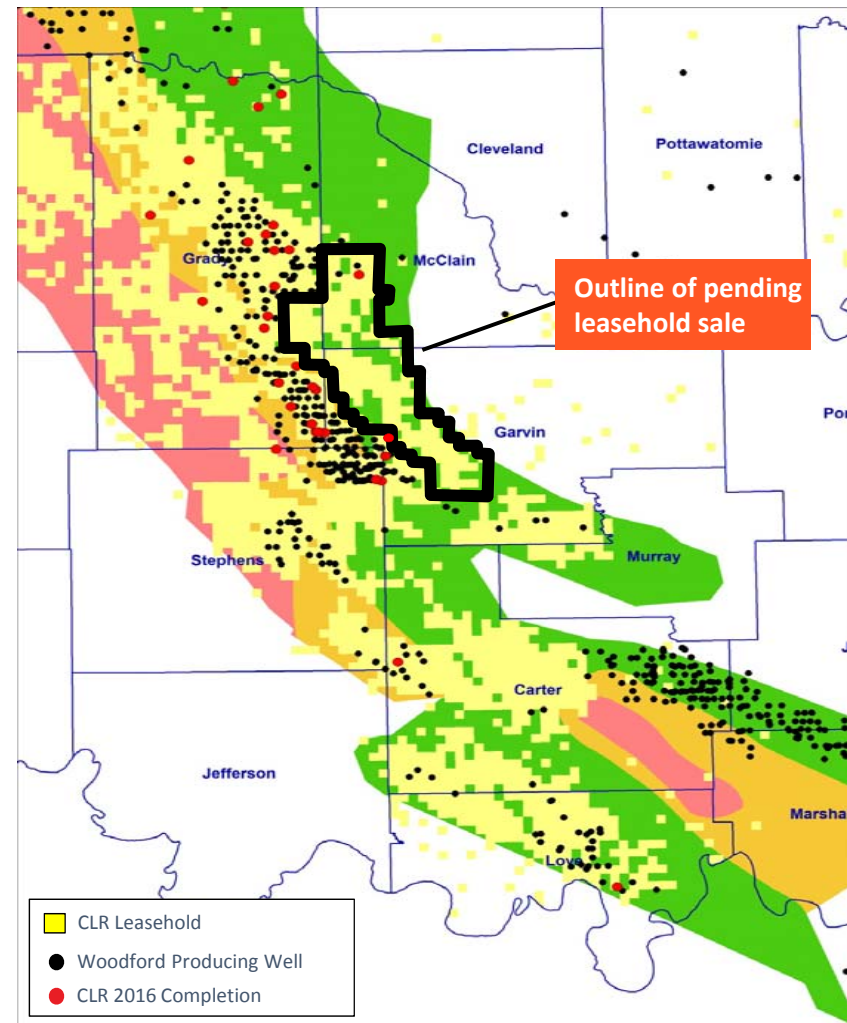 Cleveland
Pottawatomie
Grady
McClain
Outline of pending
leasehold sale
Garvin
Po
Stephens
Murray
J
Carter
Jefferson
Marsha
Love
CLR Leasehold
Woodford Producing Well
CLR 2016 Completion